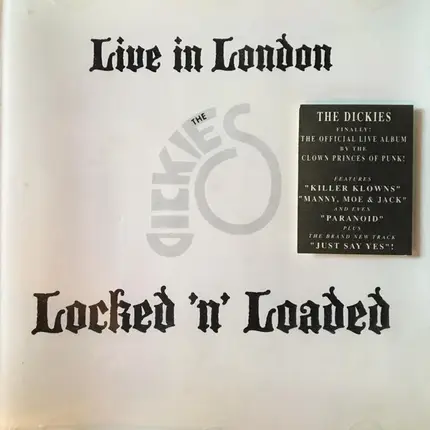 Live in London
THE
DICKIES
THE DICKIES
FINALLY!
THE OFFICIAL LIVE ALBUM
BY THE
CLOWN PRINCES OF PUNK!
FEATURES
"KILLER KLOWNS"
"MANNY, MOE & JACK"
AND EVEN
"PARANOID"
PLUS
THE BRAND NEW TRACK
"JUST SAY YES"!
Locked 'n' Loaded